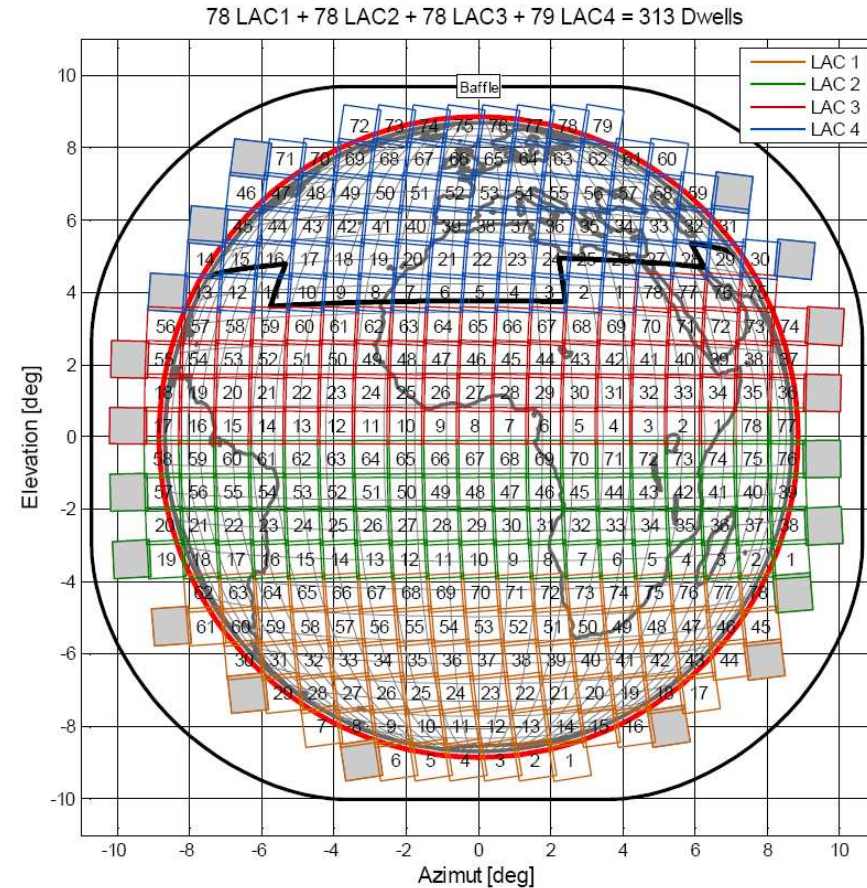 78 LAC1 + 78 LAC2 + 78 LAC3 + 79 LAC4 = 313 Dwells
LAC 1
LAC 2
LAC 3
LAC 4
Baffle
72 73 74 75 76 77 78 79
71 70 69 68 67 66 65 64 63 62 61 60
46 47 48 49 50 51 52 53 54 55 56 57 58 59
45 44 43 42 41 40 39 38 37 36 35 34 33 32 31
14 15 16 17 18 19 20 21 22 23 24 25 26 27 28 29 30
13 12 11 10 9 8 7 6 5 4 3 2 1 78 77 76 75
56 57 58 59 60 61 62 63 64 65 66 67 68 69 70 71 72 73 74
55 54 53 52 51 50 49 48 47 46 45 44 43 42 41 40 39 38 37
18 19 20 21 22 23 24 25 26 27 28 29 30 31 32 33 34 35 36
17 16 15 14 13 12 11 10 9 8 7 6 5 4 3 2 78 77
58 59 60 61 62 63 64 65 66 67 68 69 70 71 72 73 74 75 76
57 56 55 54 53 52 51 50 49 48 47 46 45 44 43 42 41 40 39
20 21 22 23 24 25 26 27 28 29 30 31 32 33 34 35 36 37 38
19 18 17 16 15 14 13 12 11 10 9 8 7 6 5 4 3 2 1
62 63 64 65 66 67 68 69 70 71 72 73 74 75 76 77 78
61 60 59 58 57 56 55 54 53 52 51 50 49 48 47 46 45
30 31 32 33 34 35 36 37 38 39 40 41 42 43 44
29 28 27 26 25 24 23 22 21 20 19 18 17
7 8 9 10 11 12 13 14 15 16
6 5 4 3 2 1
10
8
6
4
2
0
-2
-4
-6
-8
-10
Elevation [deg]
-10 -8 -6 -4 -2 0 2 4 6 8 10
Azimut [deg]